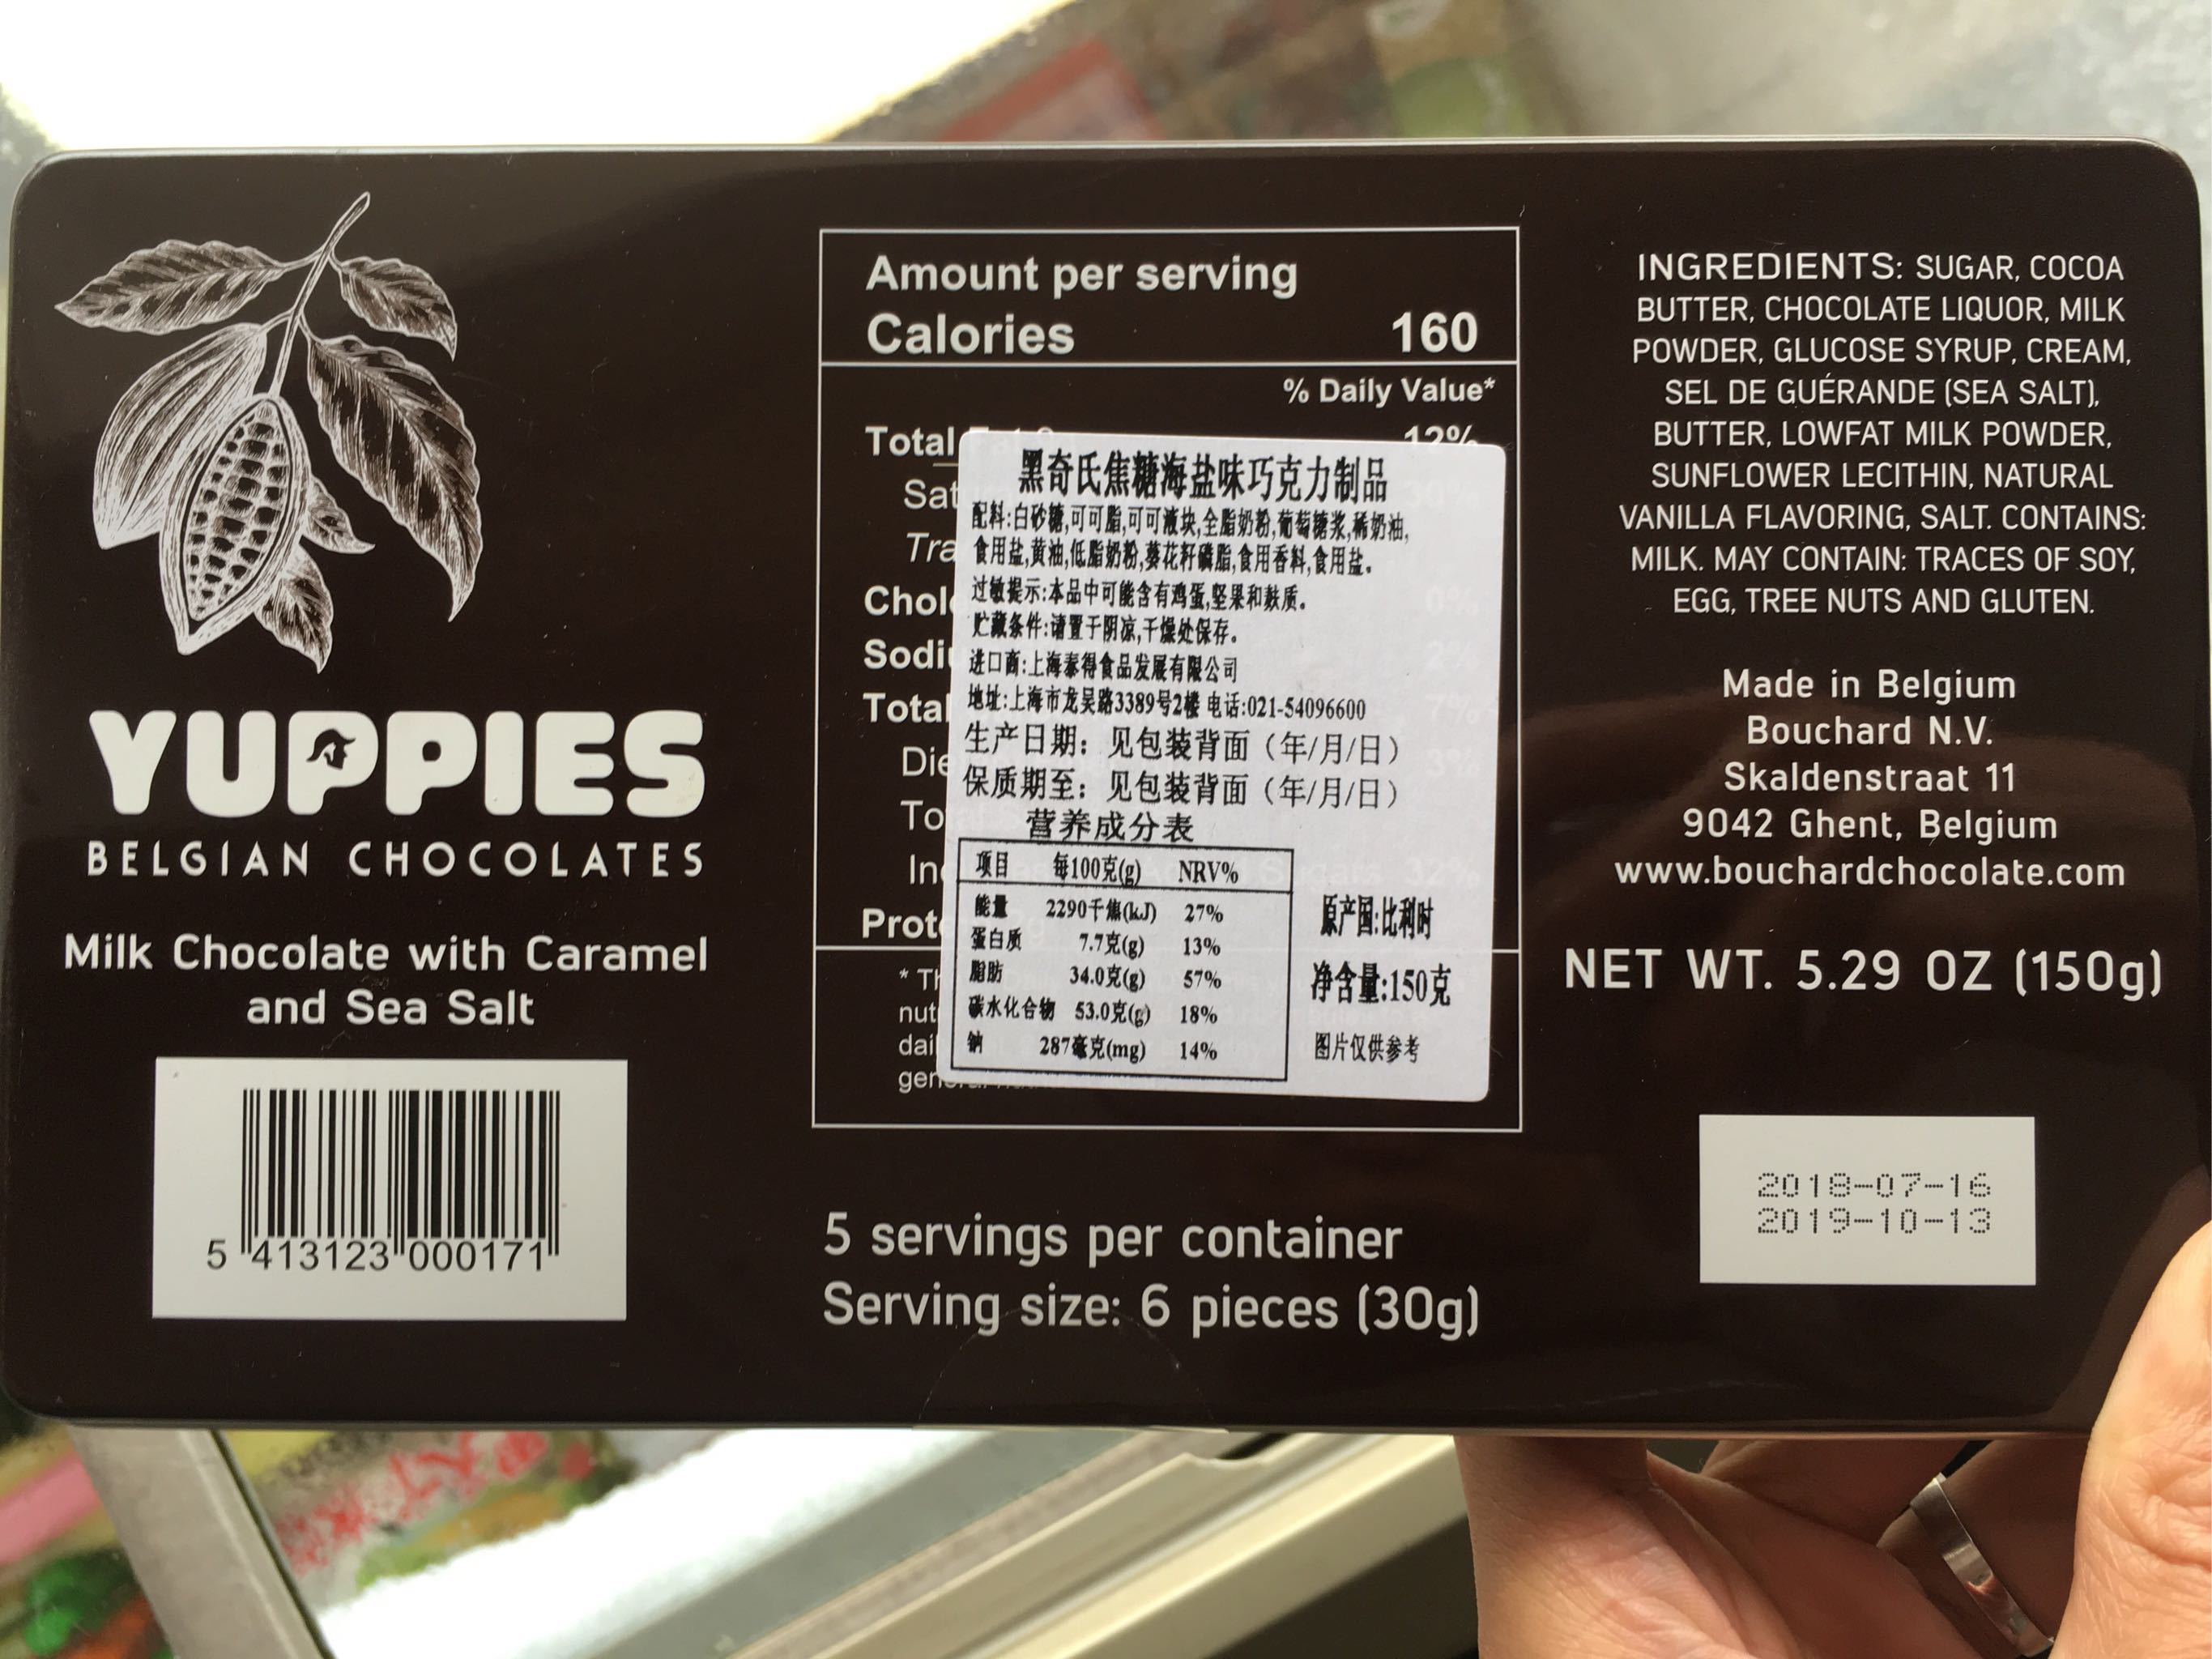 YUPPIES
BELGIAN CHOCOLATES
Milk Chocolate with Caramel
and Sea Salt
5 413123 000171
Amount per serving
Calories 160
% Daily Value*
Total 12%
Sat
Tra
Chol
Sodiu
Total
Die
To
Inc
Prote
* Th
nut
dail
gen
黑奇氏焦糖海盐味巧克力制品
配料:白砂糖,可可脂,可可液块,全脂奶粉,葡萄糖浆,稀奶油,
食用盐,黄油,低脂奶粉,葵花籽磷脂,食用香料,食用盐。
过敏提示:本品中可能含有鸡蛋,坚果和麸质。
贮藏条件:请置于阴凉,干燥处保存。
进口商:上海泰得食品发展有限公司
地址:上海市龙吴路3389号2楼 电话:021-54096600
生产日期：见包装背面（年/月/日）
保质期至：见包装背面（年/月/日）
营养成分表
项目 每100克(g) NRV%
能量 2290千焦(kJ) 27%
蛋白质 7.7克(g) 13%
脂肪 34.0克(g) 57%
碳水化合物 53.0克(g) 18%
钠 287毫克(mg) 14%
原产国:比利时
净含量:150克
图片仅供参考
5 servings per container
Serving size: 6 pieces (30g)
INGREDIENTS: SUGAR, COCOA
BUTTER, CHOCOLATE LIQUOR, MILK
POWDER, GLUCOSE SYRUP, CREAM,
SEL DE GUÉRANDE (SEA SALT),
BUTTER, LOWFAT MILK POWDER,
SUNFLOWER LECITHIN, NATURAL
VANILLA FLAVORING, SALT. CONTAINS:
MILK. MAY CONTAIN: TRACES OF SOY,
EGG, TREE NUTS AND GLUTEN.
Made in Belgium
Bouchard N.V.
Skaldenstraat 11
9042 Ghent, Belgium
www.bouchardchocolate.com
NET WT. 5.29 OZ (150g)
2018-07-16
2019-10-13